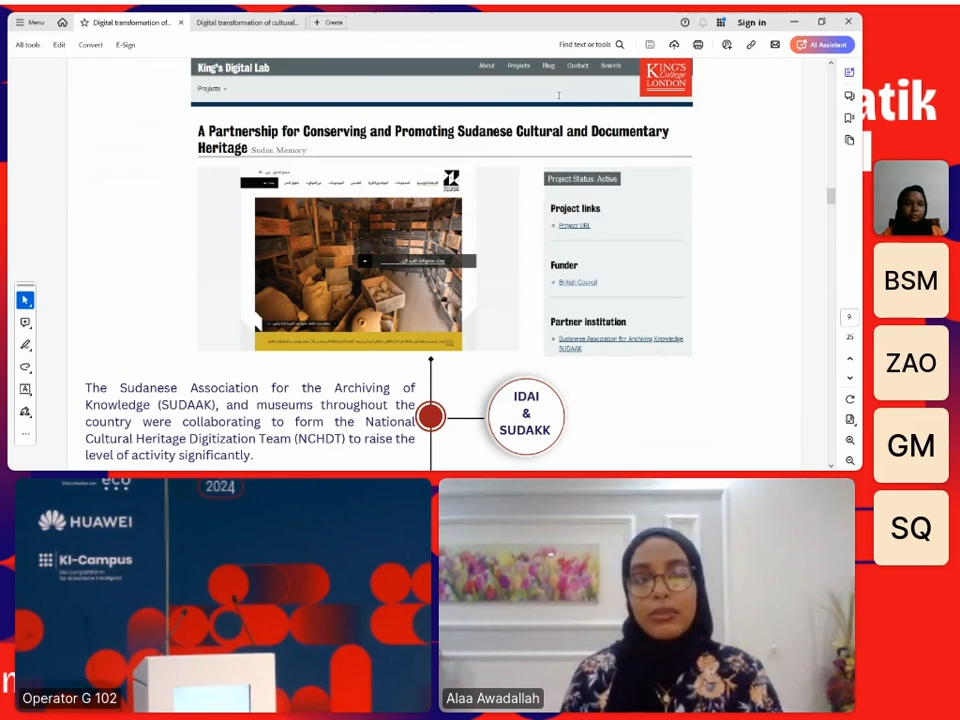 Menu
Digital transformation of..
Digital transformation of cultural...
+ Create
Sign in
All tools
Edit
Convert
E-Sign
Find text or tools
AI Assistant
King's Digital Lab
About
Projects
Blog
Contact
Search
KING'S
College
LONDON
Projects
A Partnership for Conserving and Promoting Sudanese Cultural and Documentary
Heritage Sudan Memory
Project Status: Active
Project links
Project URL
Funder
British Council
Partner institution
Sudanese Association for Archiving Knowledge
SUDAAK
The Sudanese Association for the Archiving of
Knowledge (SUDAAK), and museums throughout the
country were collaborating to form the National
Cultural Heritage Digitization Team (NCHDT) to raise the
level of activity significantly.
IDAI
&
SUDAKK
9
25
atik
BSM
ZAO
GM
SQ
eco
2024
HUAWEI
KI-Campus
Operator G 102
Alaa Awadallah